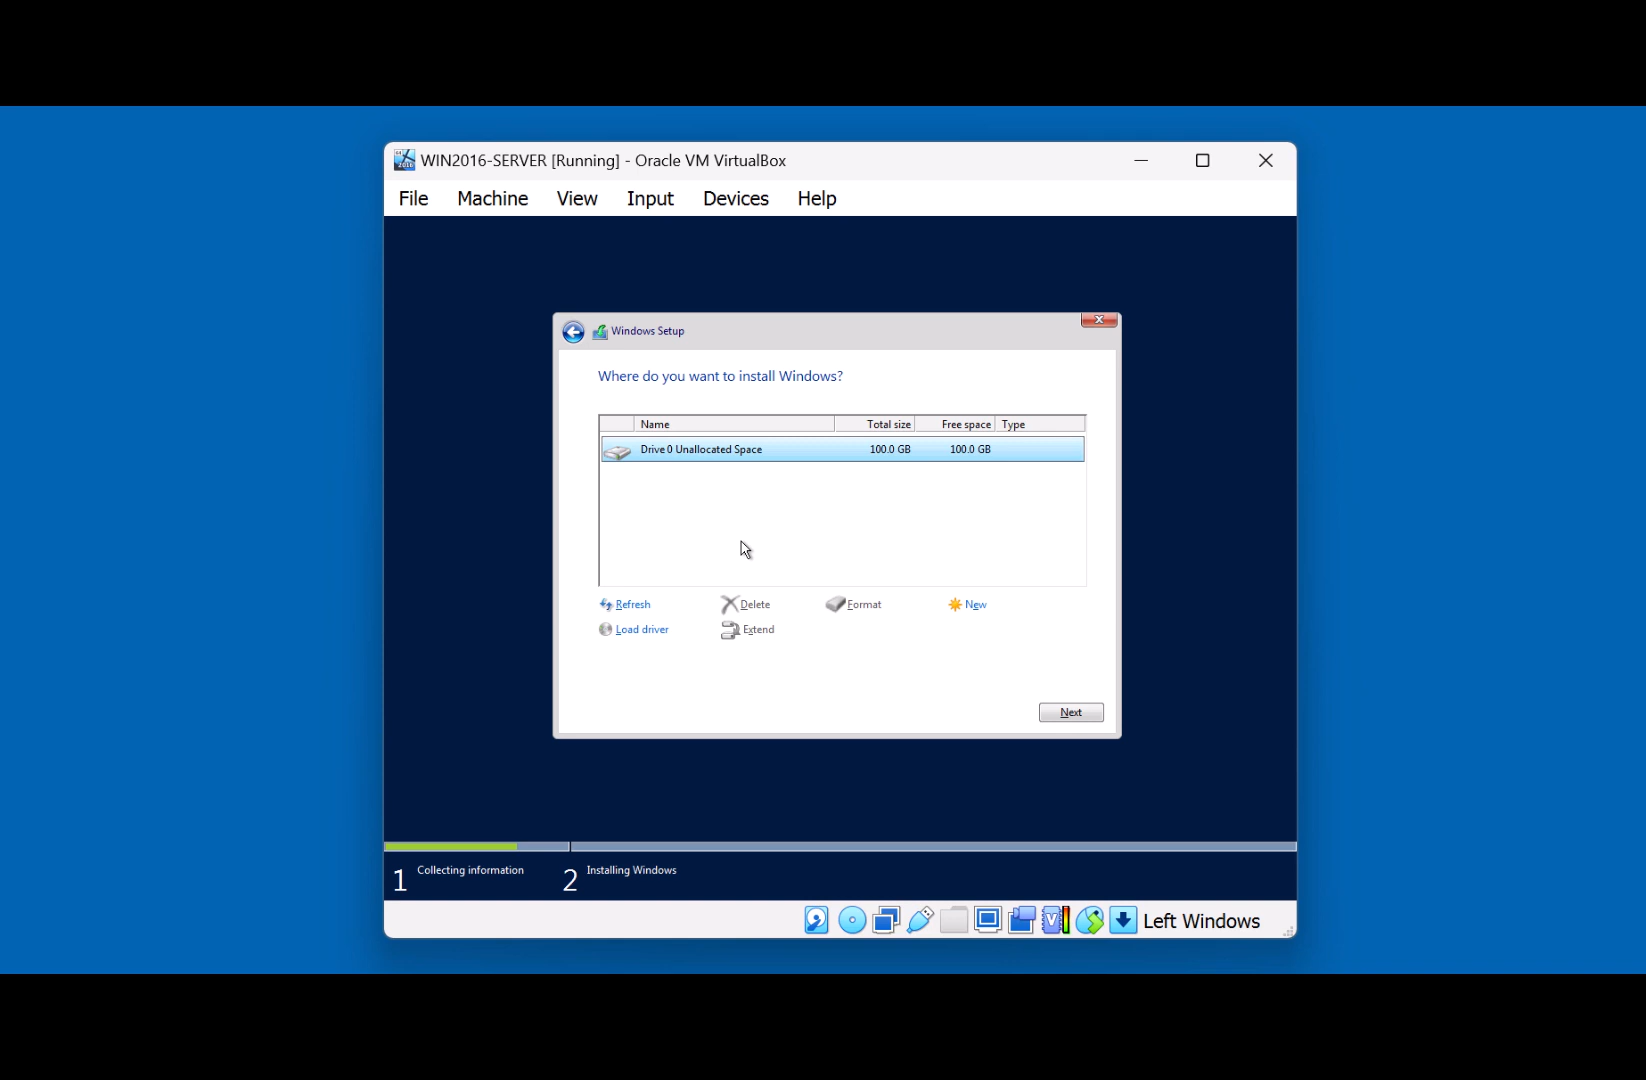 WIN2016-SERVER [Running] - Oracle VM VirtualBox
File Machine View Input Devices Help
Windows Setup
Where do you want to install Windows?
Name Total size Free space Type
Drive 0 Unallocated Space 100.0 GB 100.0 GB
Refresh Delete Format New
Load driver Extend
Next
1 Collecting information 2 Installing Windows
Left Windows